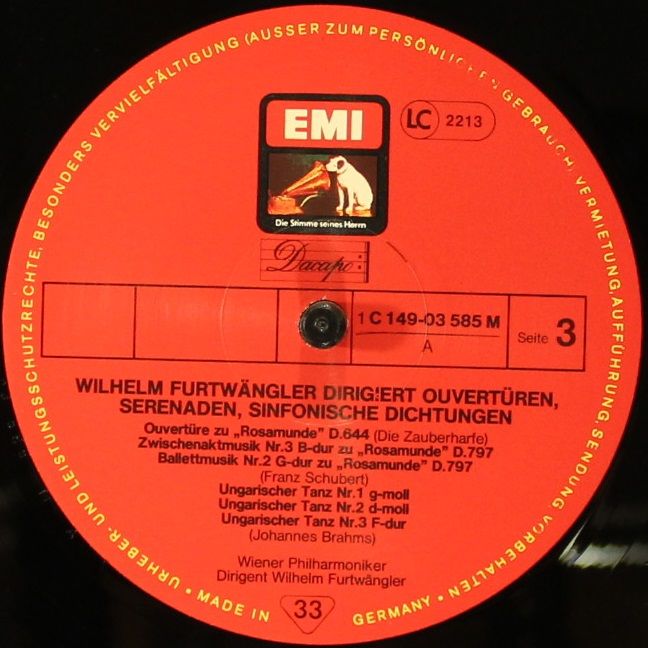 URHEBER- UND LEISTUNGSSCHUTZRECHTE, BESONDERS VERVIELFÄLTIGUNG (AUSSER ZUM PERSÖNLICHEN GEBRAUCH) VERMIETUNG, AUFFÜHRUNG, SENDUNG VORBEHALTEN •
EMI
LC 2213
Die Stimme seines Herrn
Dacapo
1 C 149-03 585 M
A
Seite 3
WILHELM FURTWÄNGLER DIRIGIERT OUVERTÜREN,
SERENADEN, SINFONISCHE DICHTUNGEN
Ouvertüre zu „Rosamunde" D.644 (Die Zauberharfe)
Zwischenaktmusik Nr.3 B-dur zu „Rosamunde" D.797
Ballettmusik Nr.2 G-dur zu „Rosamunde" D.797
(Franz Schubert)
Ungarischer Tanz Nr.1 g-moll
Ungarischer Tanz Nr.2 d-moll
Ungarischer Tanz Nr.3 F-dur
(Johannes Brahms)
Wiener Philharmoniker
Dirigent Wilhelm Furtwängler
• MADE IN GERMANY •
33